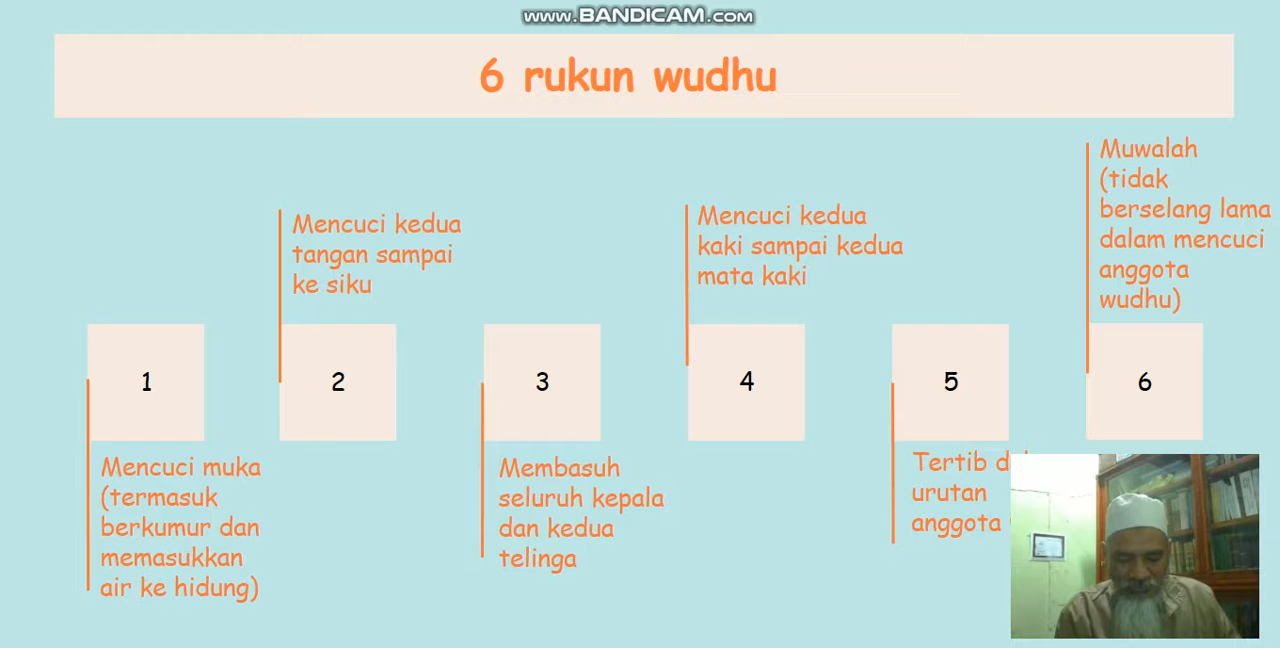 www.BANDICAM.com
6 rukun wudhu
1
Mencuci muka
(termasuk
berkumur dan
memasukkan
air ke hidung)
2
Mencuci kedua
tangan sampai
ke siku
3
Membasuh
seluruh kepala
dan kedua
telinga
4
Mencuci kedua
kaki sampai kedua
mata kaki
5
Tertib
urutan
anggota
6
Muwalah
(tidak
berselang lama
dalam mencuci
anggota
wudhu)